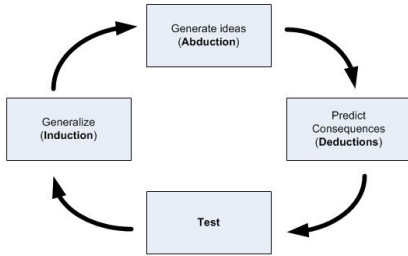 Generate ideas
(Abduction)
Predict
Consequences
(Deductions)
Test
Generalize
(Induction)